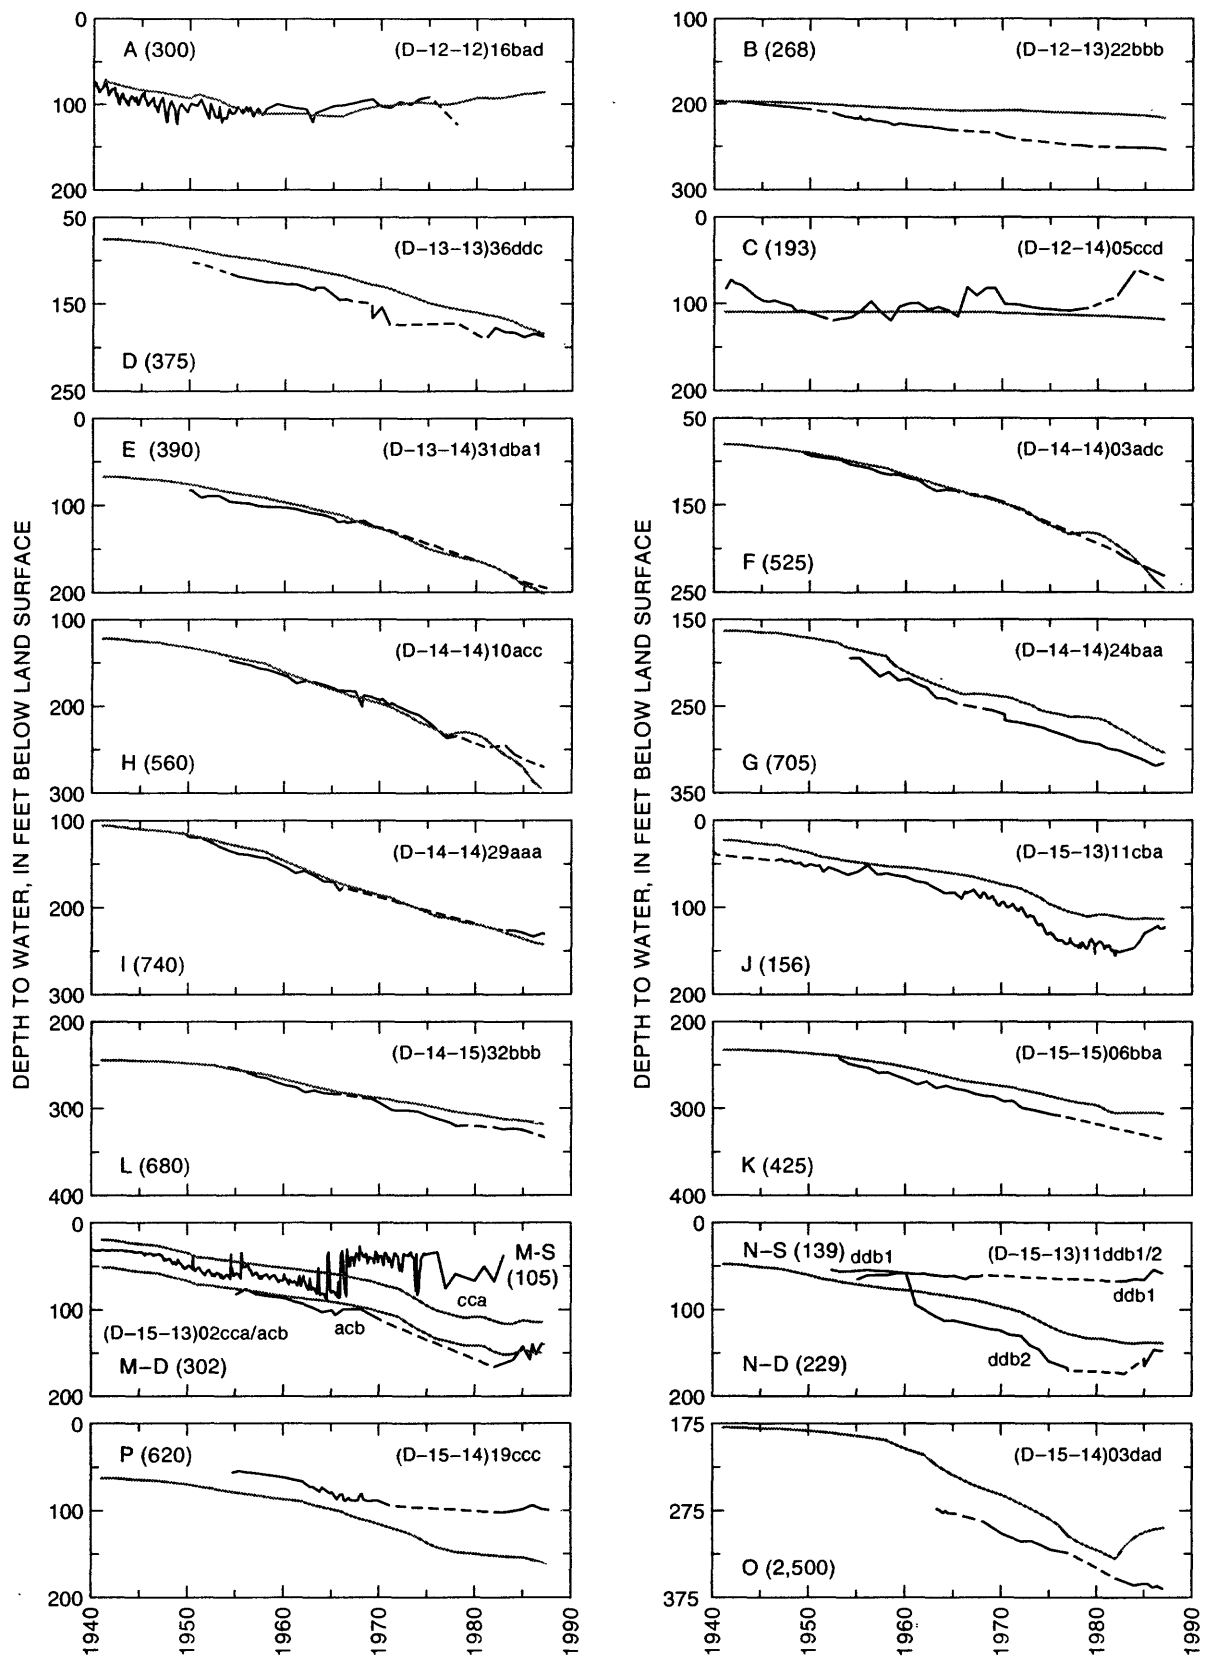 DEPTH TO WATER, IN FEET BELOW LAND SURFACE
0
A (300) (D-12-12)16bad
100
200
100
B (268) (D-12-13)22bbb
200
300
50
(D-13-13)36ddc
150
D (375)
250
0
C (193) (D-12-14)05ccd
100
200
0
E (390) (D-13-14)31dba1
100
200
50
(D-14-14)03adc
150
F (525)
250
100
(D-14-14)10acc
200
H (560)
300
150
(D-14-14)24baa
250
G (705)
350
100
(D-14-14)29aaa
200
I (740)
300
0
(D-15-13)11cba
100
J (156)
200
200
(D-14-15)32bbb
300
L (680)
400
200
(D-15-15)06bba
300
K (425)
400
0
M-S
(105)
cca
100
acb
(D-15-13)02cca/acb
M-D (302)
200
0
N-S (139) ddb1 (D-15-13)11ddb1/2
ddb1
100
ddb2
N-D (229)
200
0
P (620) (D-15-14)19ccc
100
200
175
(D-15-14)03dad
275
O (2,500)
375
1940 1950 1960 1970 1980 1990
DEPTH TO WATER, IN FEET BELOW LAND SURFACE
1940 1950 1960 1970 1980 1990